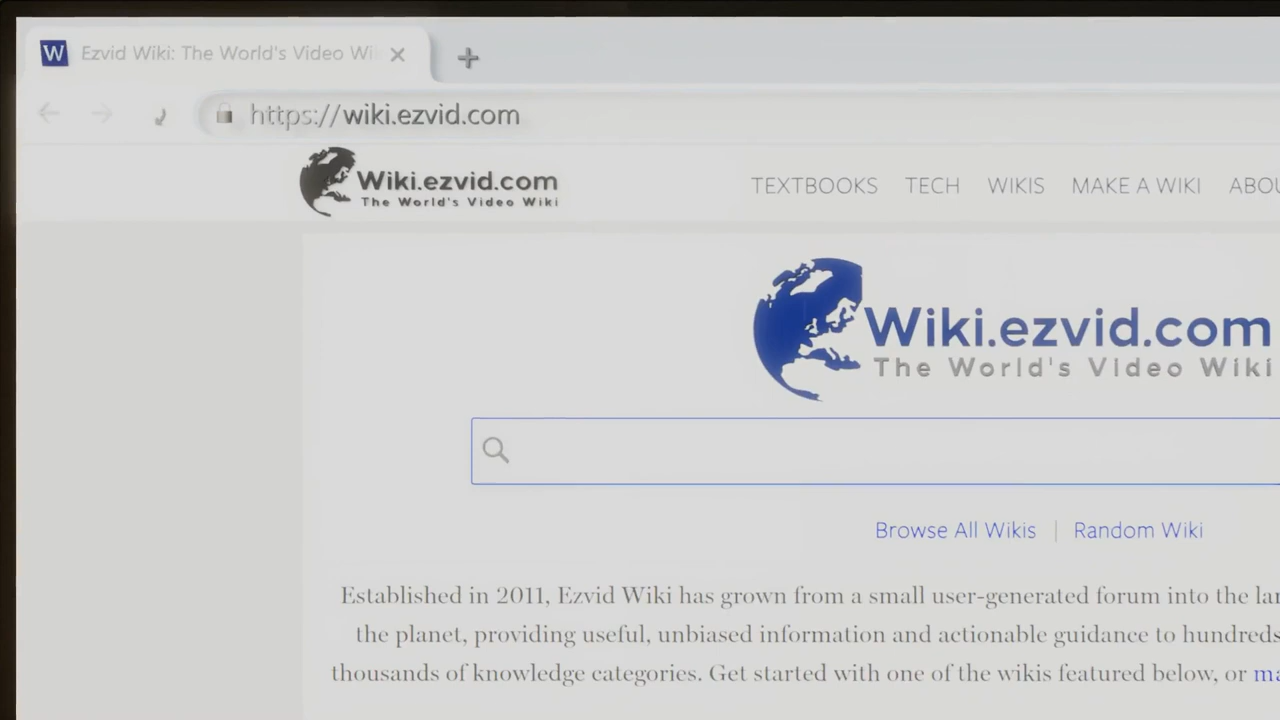 W Ezvid Wiki: The World's Video Wi
https://wiki.ezvid.com
Wiki.ezvid.com
The World's Video Wiki
TEXTBOOKS TECH WIKIS MAKE A WIKI ABOU
Wiki.ezvid.com
The World's Video Wiki
Browse All Wikis | Random Wiki
Established in 2011, Ezvid Wiki has grown from a small user-generated forum into the lar
the planet, providing useful, unbiased information and actionable guidance to hundreds
thousands of knowledge categories. Get started with one of the wikis featured below, or ma